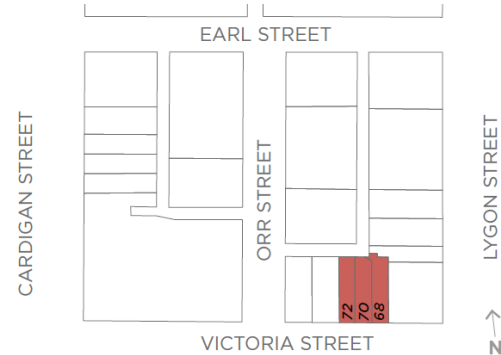 EARL STREET
CARDIGAN STREET
ORR STREET
LYGON STREET
72
70
68
VICTORIA STREET
N